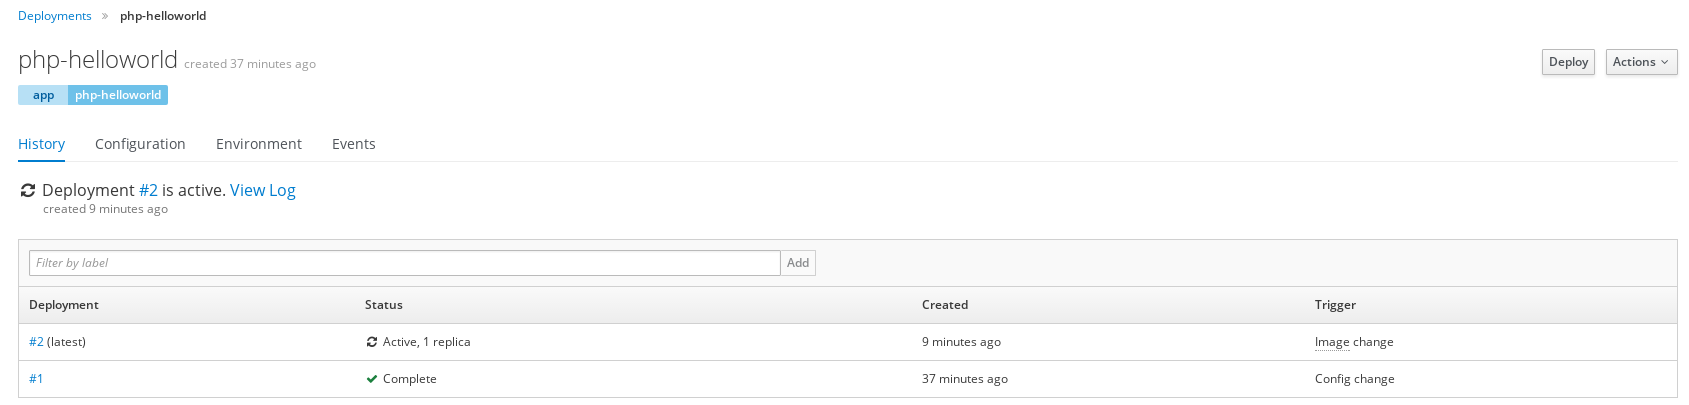 Deployments » php-helloworld
php-helloworld created 37 minutes ago
Deploy Actions
app php-helloworld
History Configuration Environment Events
Deployment #2 is active. View Log
created 9 minutes ago
Filter by label Add
Deployment Status Created Trigger
#2 (latest) Active, 1 replica 9 minutes ago Image change
#1 Complete 37 minutes ago Config change